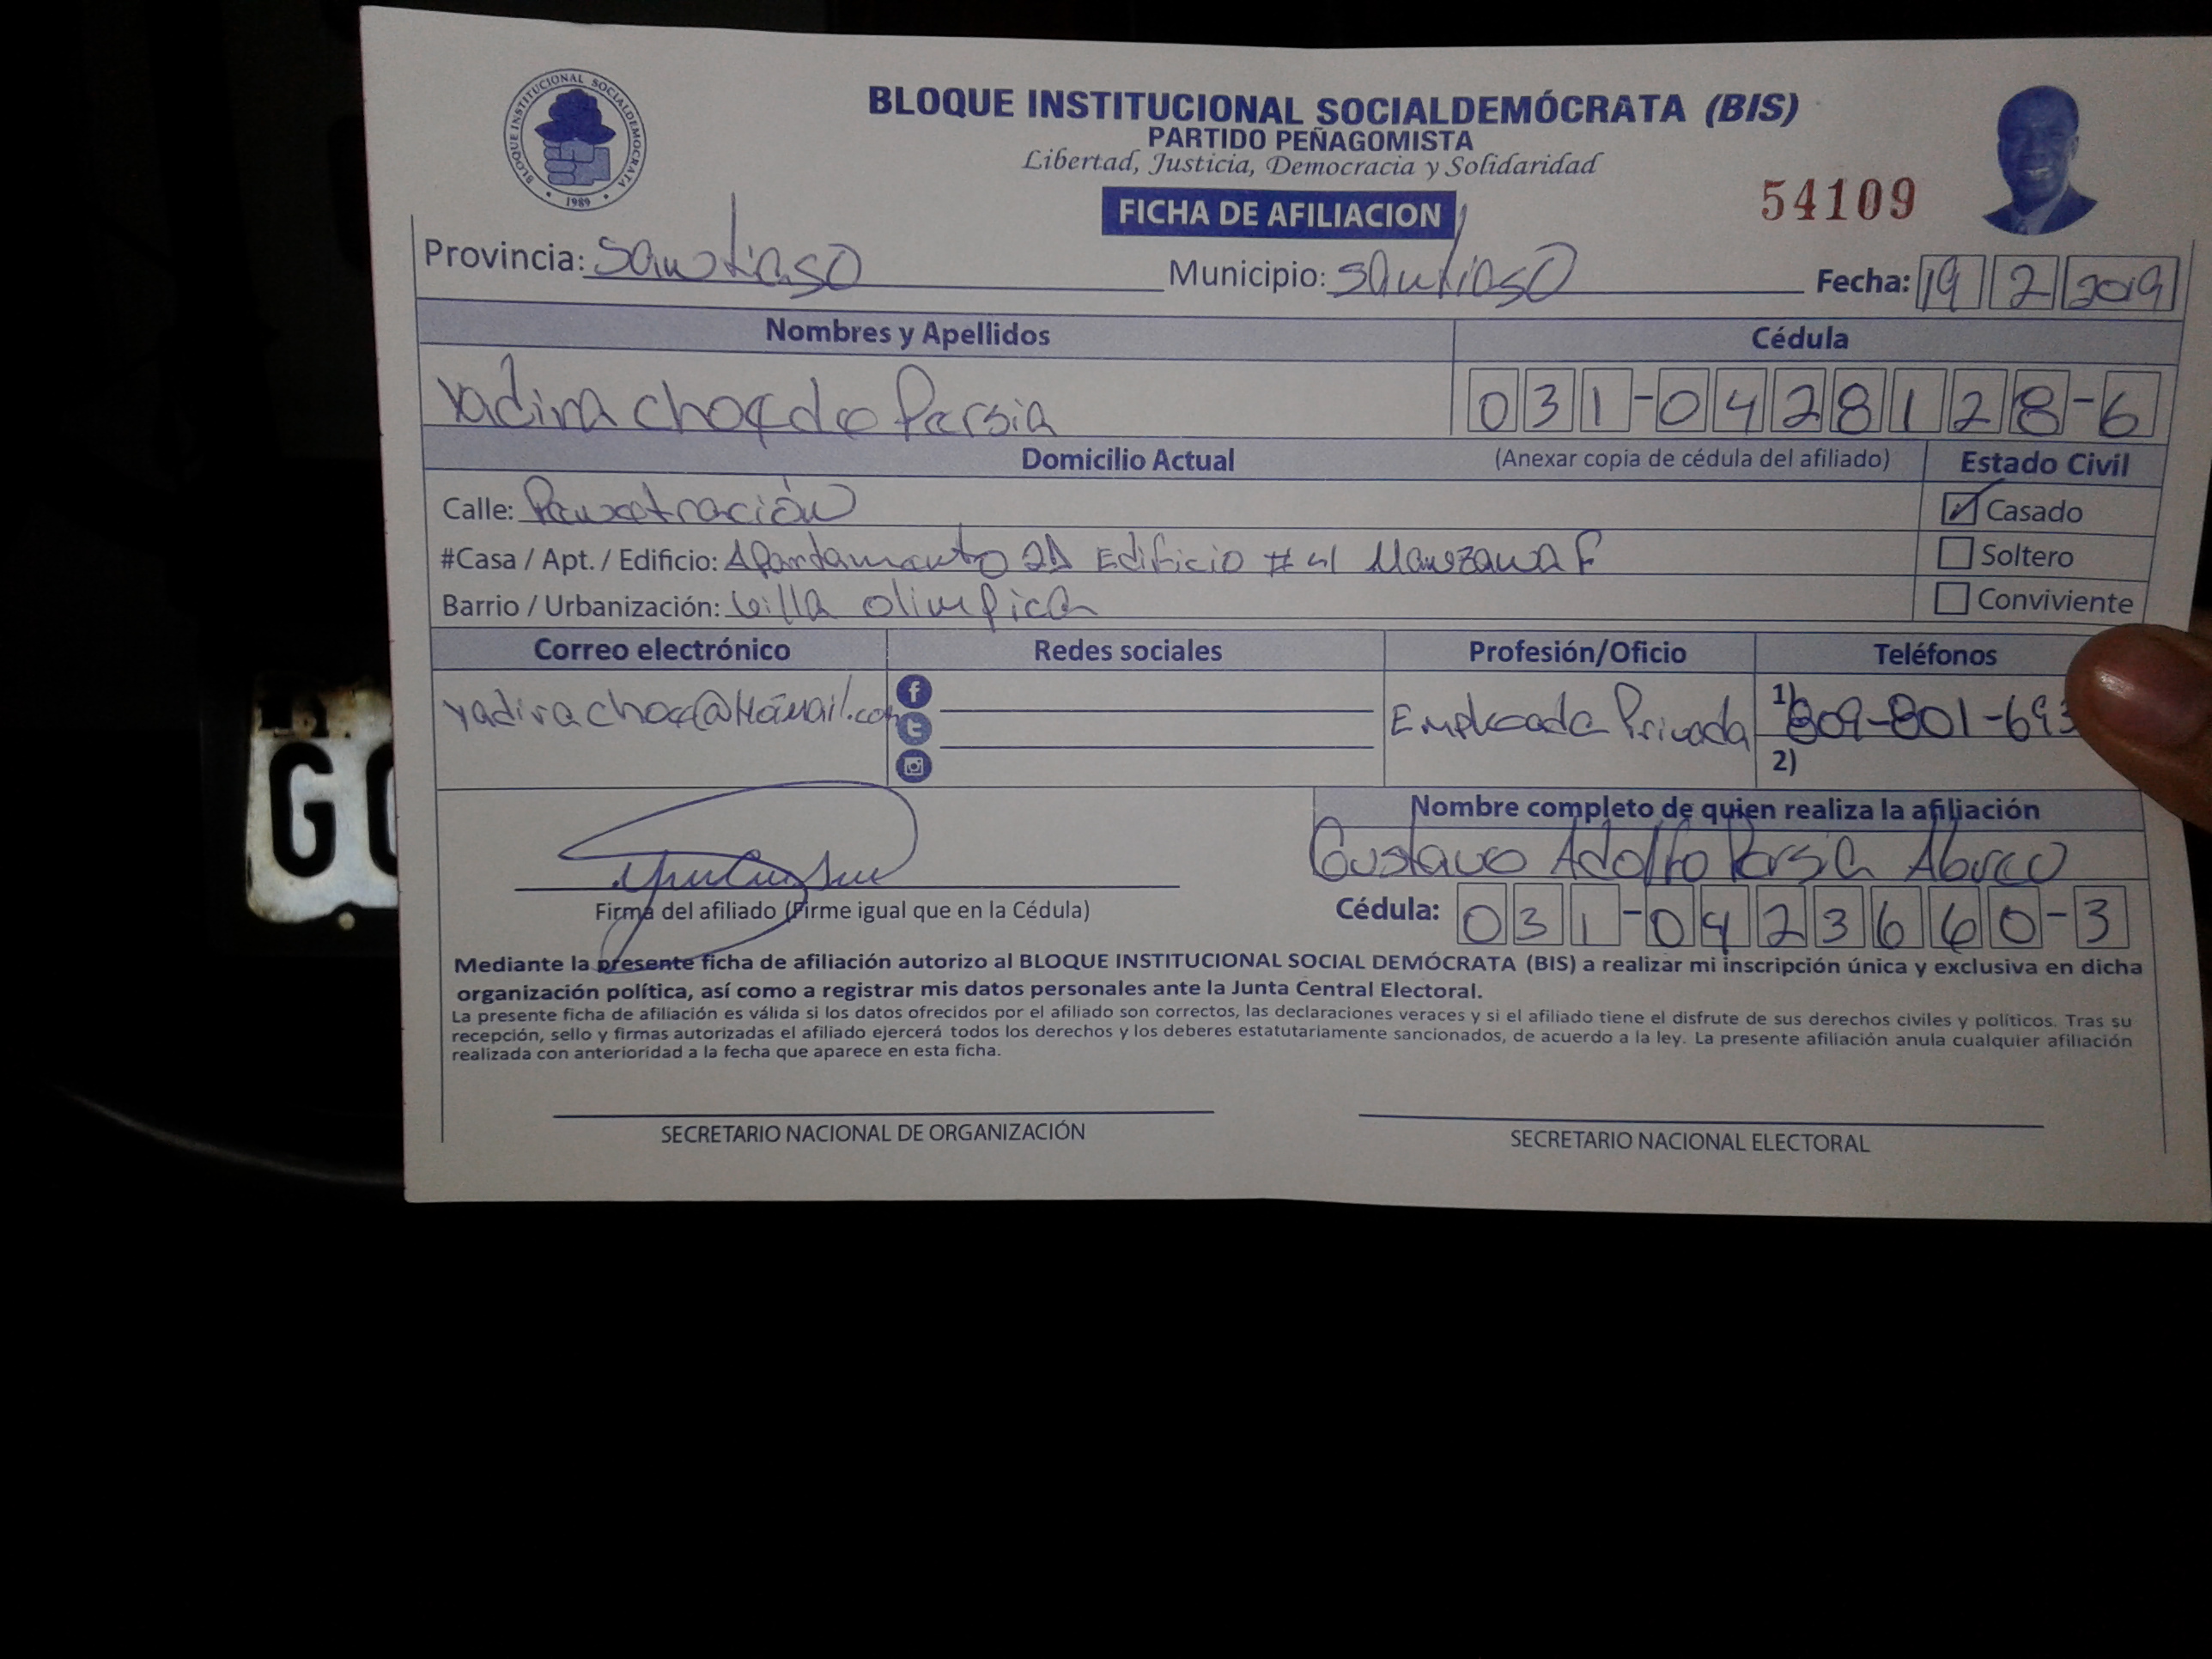 BLOQUE INSTITUCIONAL SOCIALDEMÓCRATA (BIS)
PARTIDO PEÑAGOMISTA
Libertad, Justicia, Democracia y Solidaridad
BLOQUE INSTITUCIONAL SOCIALDEMOCRATA
1989
FICHA DE AFILIACION
54109
Provincia: Santiago Municipio: Santiago Fecha: 19 2 2019
Nombres y Apellidos Cédula
Yadira de 031-0428128-6
Domicilio Actual (Anexar copia de cédula del afiliado) Estado Civil
Calle: Casado
#Casa / Apt. / Edificio: Apartamento Edificio Manzana F Soltero
Barrio / Urbanización: Villa olimpica Conviviente
Correo electrónico Redes sociales Profesión/Oficio Teléfonos
Empleada Privada 1) 809-801-693
2)
Nombre completo de quien realiza la afiliación
Gustavo Adolfo
Firma del afiliado (Firme igual que en la Cédula) Cédula: 031-0423660-3
Mediante la presente ficha de afiliación autorizo al BLOQUE INSTITUCIONAL SOCIAL DEMÓCRATA (BIS) a realizar mi inscripción única y exclusiva en dicha
organización política, así como a registrar mis datos personales ante la Junta Central Electoral.
La presente ficha de afiliación es válida si los datos ofrecidos por el afiliado son correctos, las declaraciones veraces y si el afiliado tiene el disfrute de sus derechos civiles y políticos. Tras su
recepción, sello y firmas autorizadas el afiliado ejercerá todos los derechos y los deberes estatutariamente sancionados, de acuerdo a la ley. La presente afiliación anula cualquier afiliación
realizada con anterioridad a la fecha que aparece en esta ficha.
SECRETARIO NACIONAL DE ORGANIZACIÓN SECRETARIO NACIONAL ELECTORAL